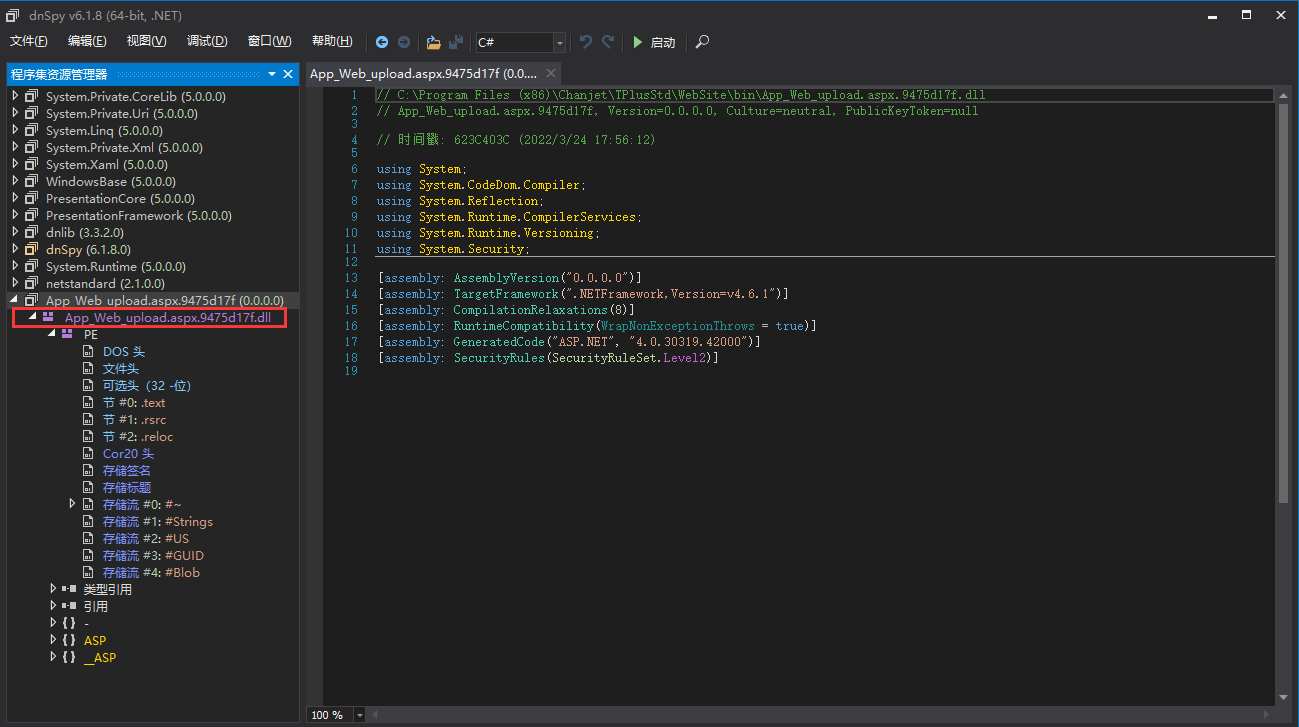 dnSpy v6.1.8 (64-bit, .NET)
文件(F) 编辑(E) 视图(V) 调试(D) 窗口(W) 帮助(H) C# 启动
程序集资源管理器
System.Private.CoreLib (5.0.0.0)
System.Private.Uri (5.0.0.0)
System.Linq (5.0.0.0)
System.Private.Xml (5.0.0.0)
System.Xaml (5.0.0.0)
WindowsBase (5.0.0.0)
PresentationCore (5.0.0.0)
PresentationFramework (5.0.0.0)
dnlib (3.3.2.0)
dnSpy (6.1.8.0)
System.Runtime (5.0.0.0)
netstandard (2.1.0.0)
App_Web_upload.aspx.9475d17f (0.0.0.0)
App_Web_upload.aspx.9475d17f.dll
PE
DOS 头
文件头
可选头（32 -位）
节 #0: .text
节 #1: .rsrc
节 #2: .reloc
Cor20 头
存储签名
存储标题
存储流 #0: #~
存储流 #1: #Strings
存储流 #2: #US
存储流 #3: #GUID
存储流 #4: #Blob
类型引用
引用
{} -
{} ASP
{} __ASP
App_Web_upload.aspx.9475d17f (0.0....
1 // C:\Program Files (x86)\Chanjet\TPlusStd\WebSite\bin\App_Web_upload.aspx.9475d17f.dll
2 // App_Web_upload.aspx.9475d17f, Version=0.0.0.0, Culture=neutral, PublicKeyToken=null
3
4 // 时间戳: 623C403C (2022/3/24 17:56:12)
5
6 using System;
7 using System.CodeDom.Compiler;
8 using System.Reflection;
9 using System.Runtime.CompilerServices;
10 using System.Runtime.Versioning;
11 using System.Security;
12
13 [assembly: AssemblyVersion("0.0.0.0")]
14 [assembly: TargetFramework(".NETFramework,Version=v4.6.1")]
15 [assembly: CompilationRelaxations(8)]
16 [assembly: RuntimeCompatibility(WrapNonExceptionThrows = true)]
17 [assembly: GeneratedCode("ASP.NET", "4.0.30319.42000")]
18 [assembly: SecurityRules(SecurityRuleSet.Level2)]
19
100 %